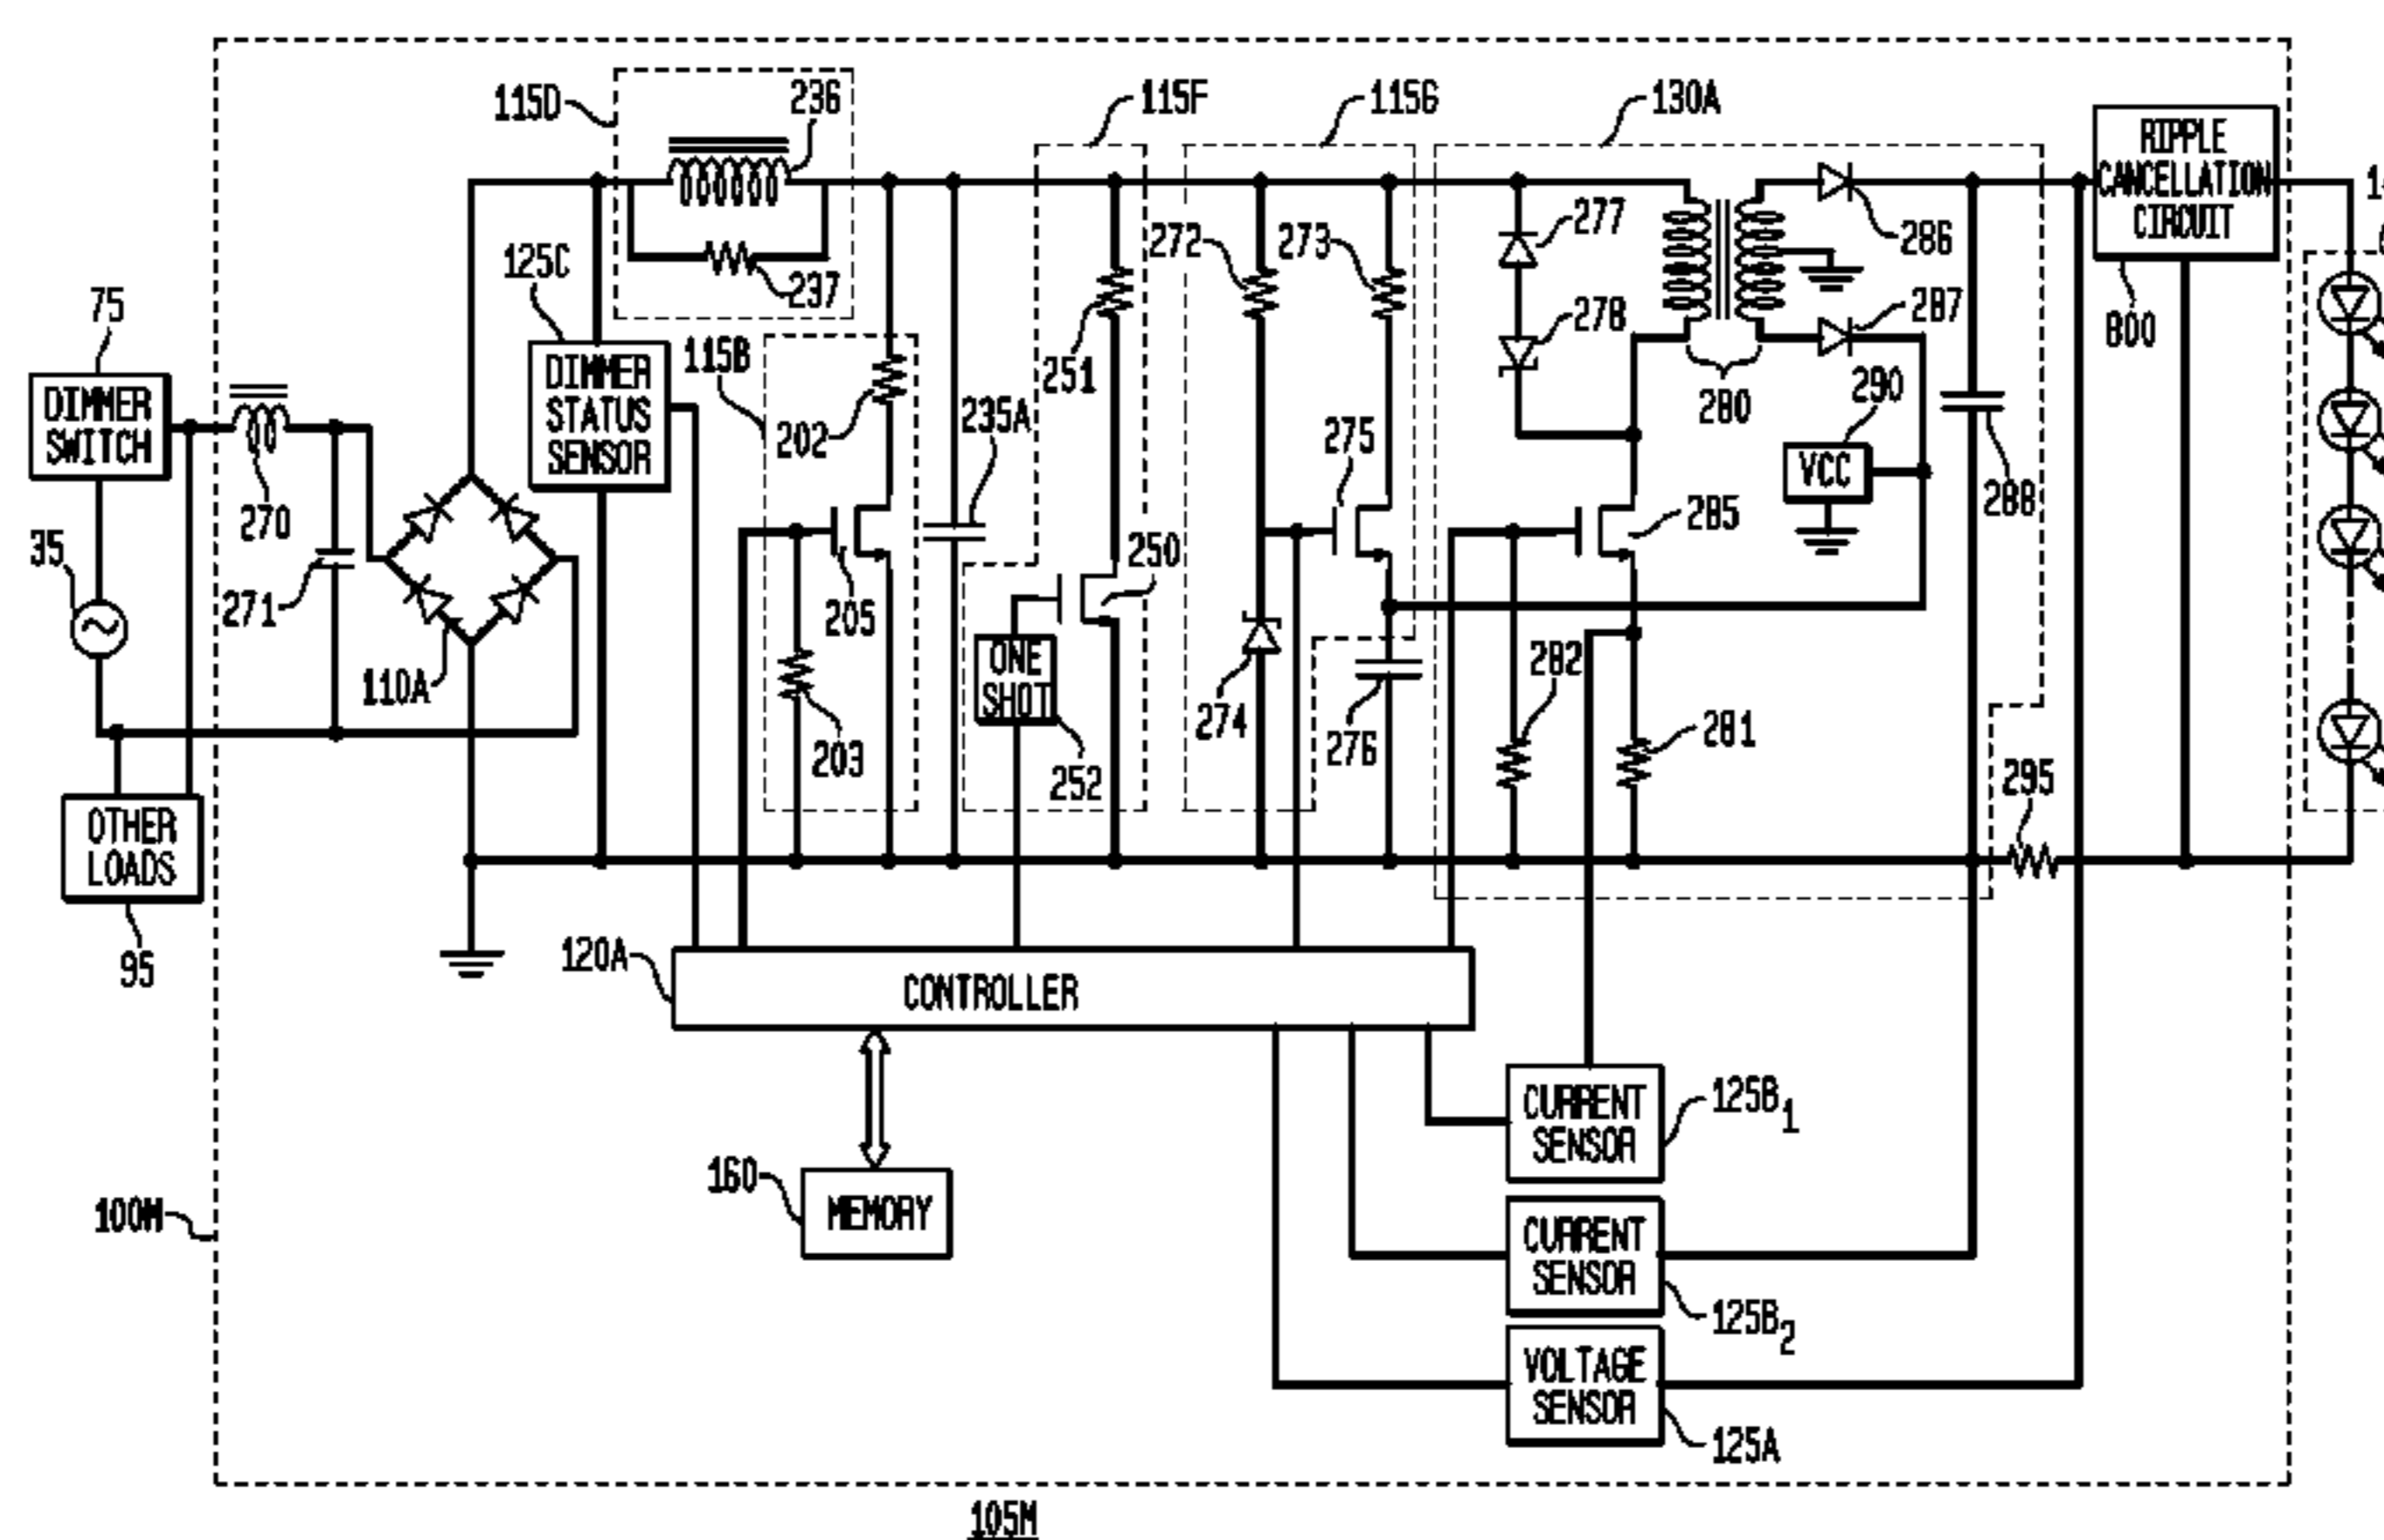 115D
236
115F
115G
130A
RIPPLE
CANCELLATION
CIRCUIT
125C
237
272
273
277
286
75
251
278
287
800
DIMMER
SWITCH
DIMMER
STATUS
SENSOR
115B
202
235A
275
280
290
VCC
288
270
35
271
205
250
285
110A
203
ONE
SHOT
252
274
276
282
281
295
OTHER
LOADS
95
120A
CONTROLLER
CURRENT
SENSOR
125B1
160
MEMORY
100M
CURRENT
SENSOR
125B2
VOLTAGE
SENSOR
125A
105M